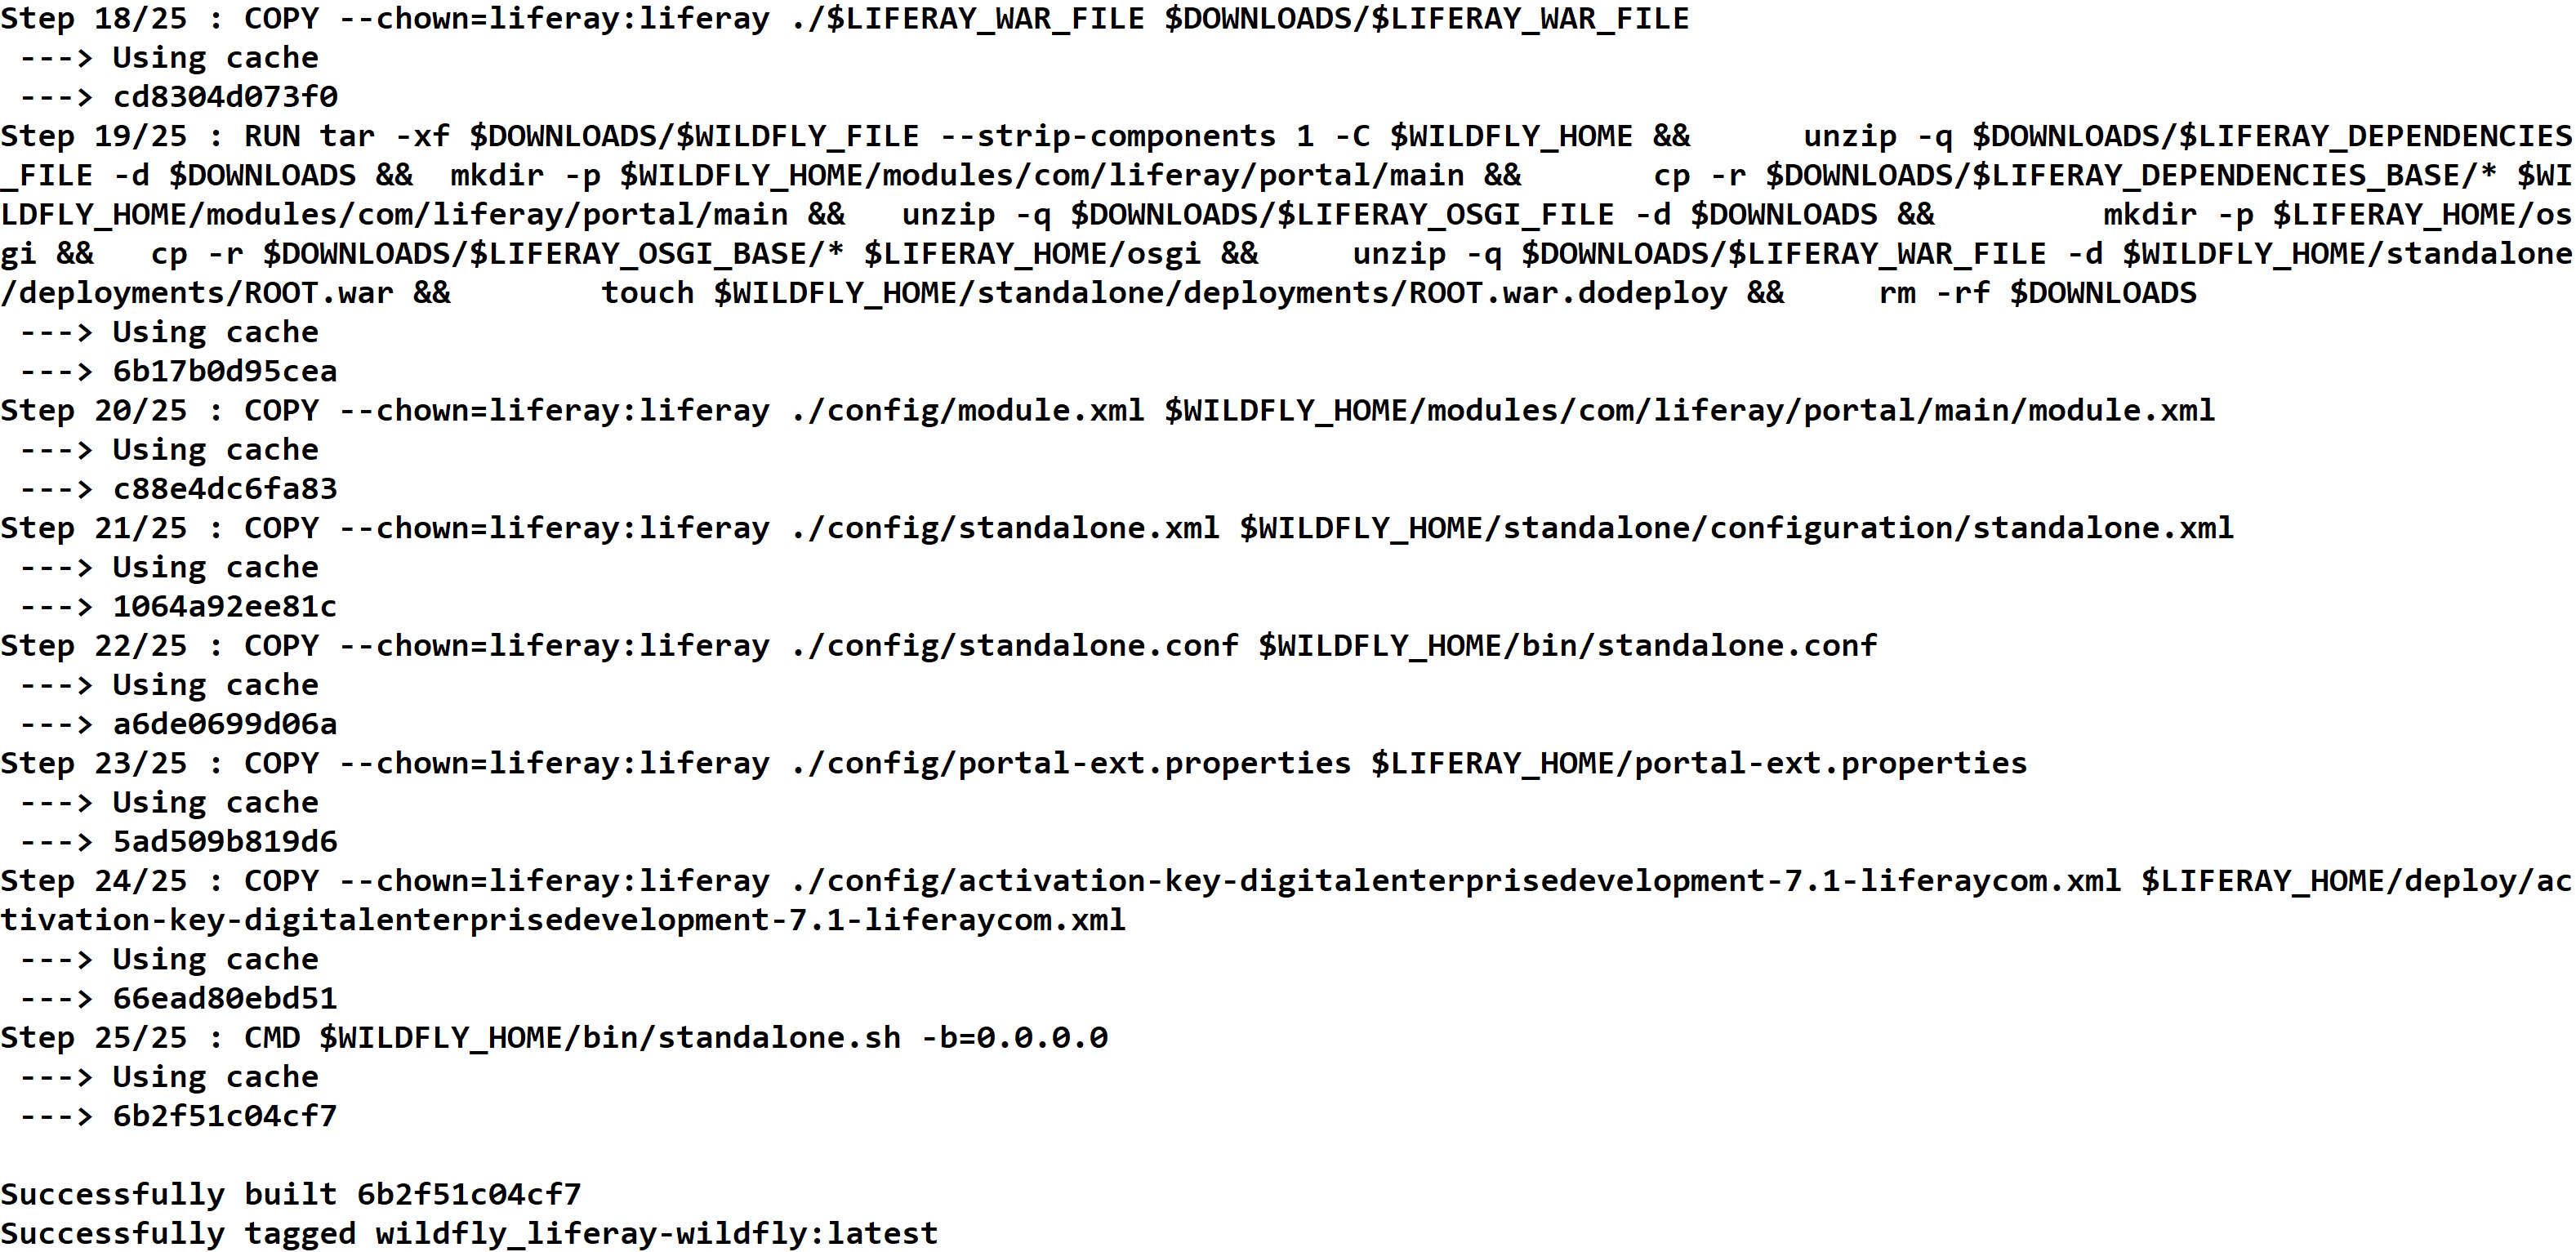 Step 18/25 : COPY --chown=liferay:liferay ./$LIFERAY_WAR_FILE $DOWNLOADS/$LIFERAY_WAR_FILE
 ---> Using cache
 ---> cd8304d073f0
Step 19/25 : RUN tar -xf $DOWNLOADS/$WILDFLY_FILE --strip-components 1 -C $WILDFLY_HOME &&      unzip -q $DOWNLOADS/$LIFERAY_DEPENDENCIES
_FILE -d $DOWNLOADS &&  mkdir -p $WILDFLY_HOME/modules/com/liferay/portal/main &&       cp -r $DOWNLOADS/$LIFERAY_DEPENDENCIES_BASE/* $WI
LDFLY_HOME/modules/com/liferay/portal/main &&   unzip -q $DOWNLOADS/$LIFERAY_OSGI_FILE -d $DOWNLOADS &&         mkdir -p $LIFERAY_HOME/os
gi &&   cp -r $DOWNLOADS/$LIFERAY_OSGI_BASE/* $LIFERAY_HOME/osgi &&     unzip -q $DOWNLOADS/$LIFERAY_WAR_FILE -d $WILDFLY_HOME/standalone
/deployments/ROOT.war &&        touch $WILDFLY_HOME/standalone/deployments/ROOT.war.dodeploy &&     rm -rf $DOWNLOADS
 ---> Using cache
 ---> 6b17b0d95cea
Step 20/25 : COPY --chown=liferay:liferay ./config/module.xml $WILDFLY_HOME/modules/com/liferay/portal/main/module.xml
 ---> Using cache
 ---> c88e4dc6fa83
Step 21/25 : COPY --chown=liferay:liferay ./config/standalone.xml $WILDFLY_HOME/standalone/configuration/standalone.xml
 ---> Using cache
 ---> 1064a92ee81c
Step 22/25 : COPY --chown=liferay:liferay ./config/standalone.conf $WILDFLY_HOME/bin/standalone.conf
 ---> Using cache
 ---> a6de0699d06a
Step 23/25 : COPY --chown=liferay:liferay ./config/portal-ext.properties $LIFERAY_HOME/portal-ext.properties
 ---> Using cache
 ---> 5ad509b819d6
Step 24/25 : COPY --chown=liferay:liferay ./config/activation-key-digitalenterprisedevelopment-7.1-liferaycom.xml $LIFERAY_HOME/deploy/ac
tivation-key-digitalenterprisedevelopment-7.1-liferaycom.xml
 ---> Using cache
 ---> 66ead80ebd51
Step 25/25 : CMD $WILDFLY_HOME/bin/standalone.sh -b=0.0.0.0
 ---> Using cache
 ---> 6b2f51c04cf7

Successfully built 6b2f51c04cf7
Successfully tagged wildfly_liferay-wildfly:latest